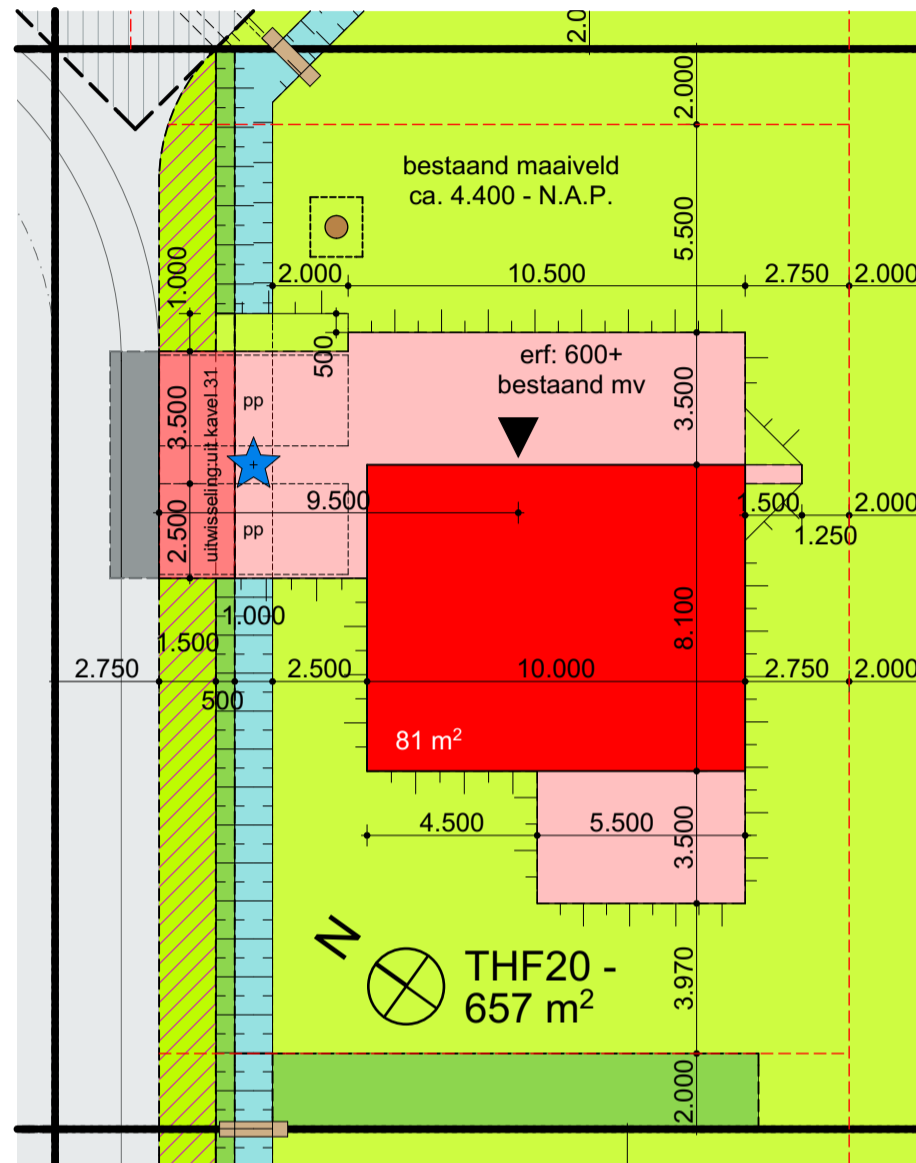 2.0
2.000
bestaand maaiveld
ca. 4.400 - N.A.P.
5.500
1.000
2.000
10.500
2.750
2.000
500
erf: 600+
bestaand mv
3.500
3.500
uitwisseling:uit kavel 31
pp
9.500
1.500
2.000
2.500
pp
1.250
1.000
8.100
1.500
2.750
500
2.500
10.000
2.750
2.000
81 m²
4.500
5.500
3.500
N
THF20 -
657 m²
3.970
2.000